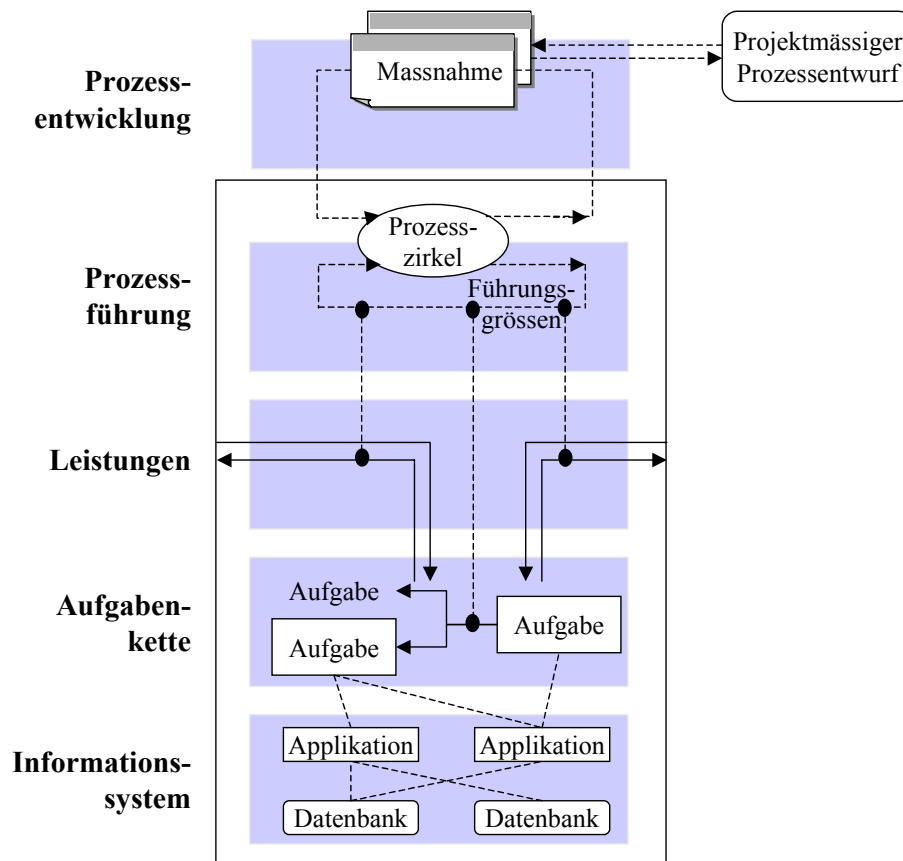 Projektmässiger
Prozessentwurf
Massnahme
Prozess-
entwicklung
Prozess-
zirkel
Prozess-
führung
Führungs-
grössen
Leistungen
Aufgaben-
kette
Aufgabe
Aufgabe
Aufgabe
Informations-
system
Applikation
Applikation
Datenbank
Datenbank